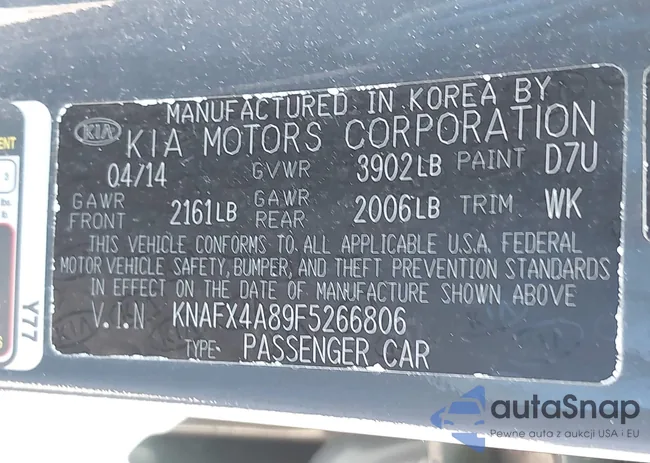 MANUFACTURED IN KOREA BY
KIA KIA MOTORS CORPORATION
04/14 GVWR 3902LB PAINT D7U
GAWR FRONT 2161LB GAWR REAR 2006LB TRIM WK
THIS VEHICLE CONFORMS TO ALL APPLICABLE U.S.A. FEDERAL
MOTOR VEHICLE SAFETY, BUMPER, AND THEFT PREVENTION STANDARDS
IN EFFECT ON THE DATE OF MANUFACTURE SHOWN ABOVE
V.I.N KNAFX4A89F5266806
TYPE: PASSENGER CAR
Y77
autoSnap
Pewne auta z aukcji USA i EU